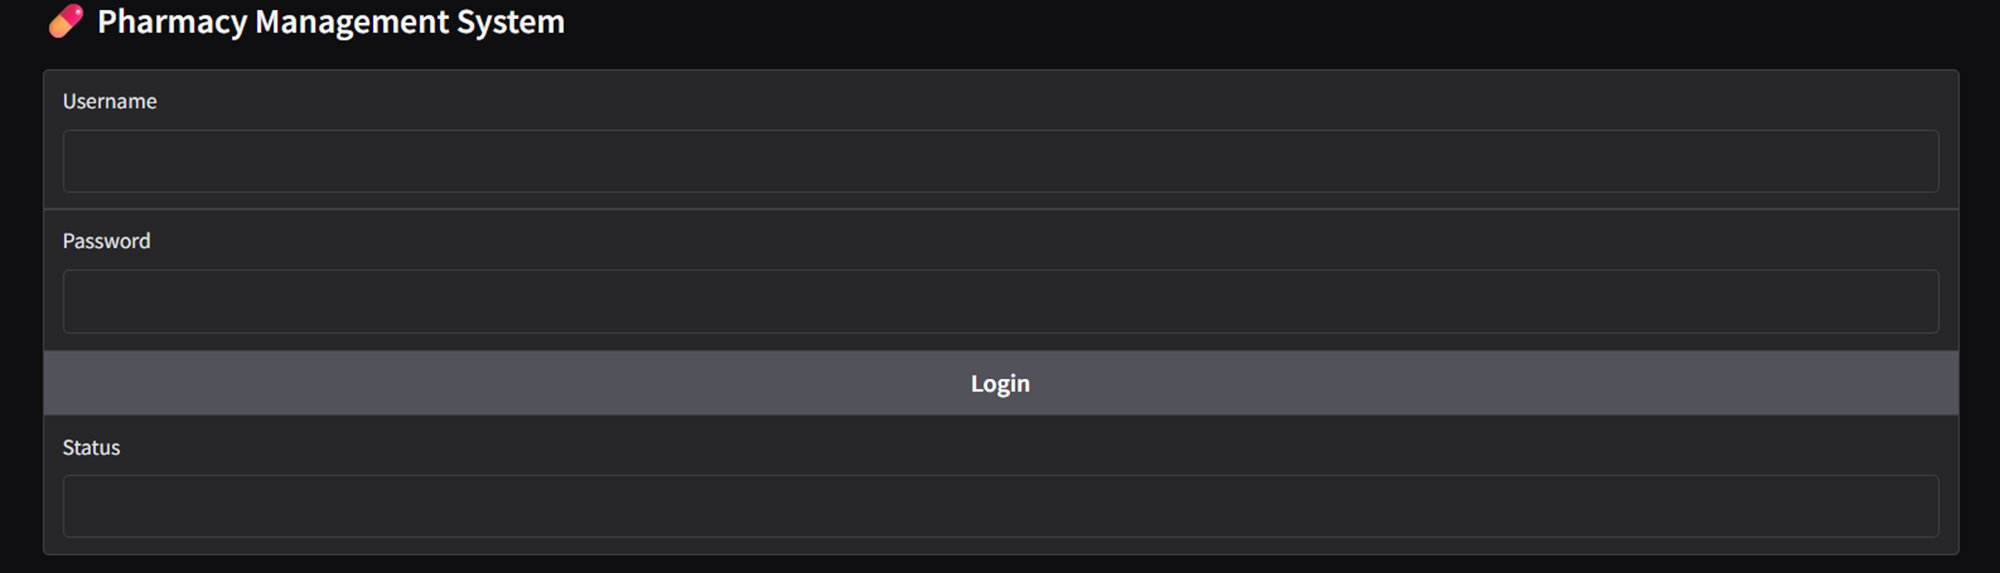 Pharmacy Management System
Username
Password
Login
Status